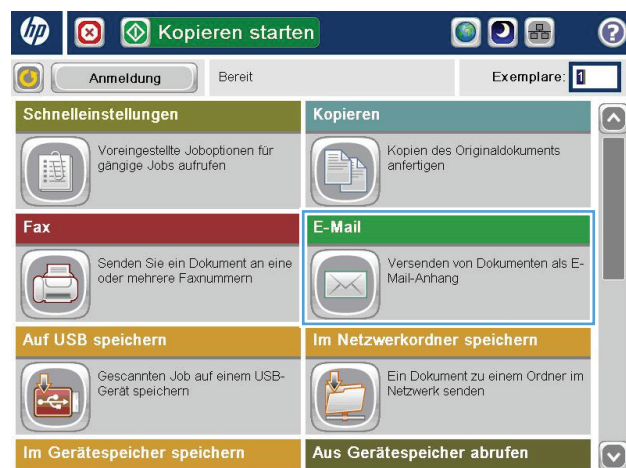 hp
Kopieren starten
?
Anmeldung
Bereit
Exemplare: 1
Schnelleinstellungen
Voreingestellte Joboptionen für
gängige Jobs aufrufen
Kopieren
Kopien des Originaldokuments
anfertigen
Fax
Senden Sie ein Dokument an eine
oder mehrere Faxnummern
E-Mail
Versenden von Dokumenten als E-
Mail-Anhang
Auf USB speichern
Gescannten Job auf einem USB-
Gerät speichern
Im Netzwerkordner speichern
Ein Dokument zu einem Ordner im
Netzwerk senden
Im Gerätespeicher speichern
Aus Gerätespeicher abrufen